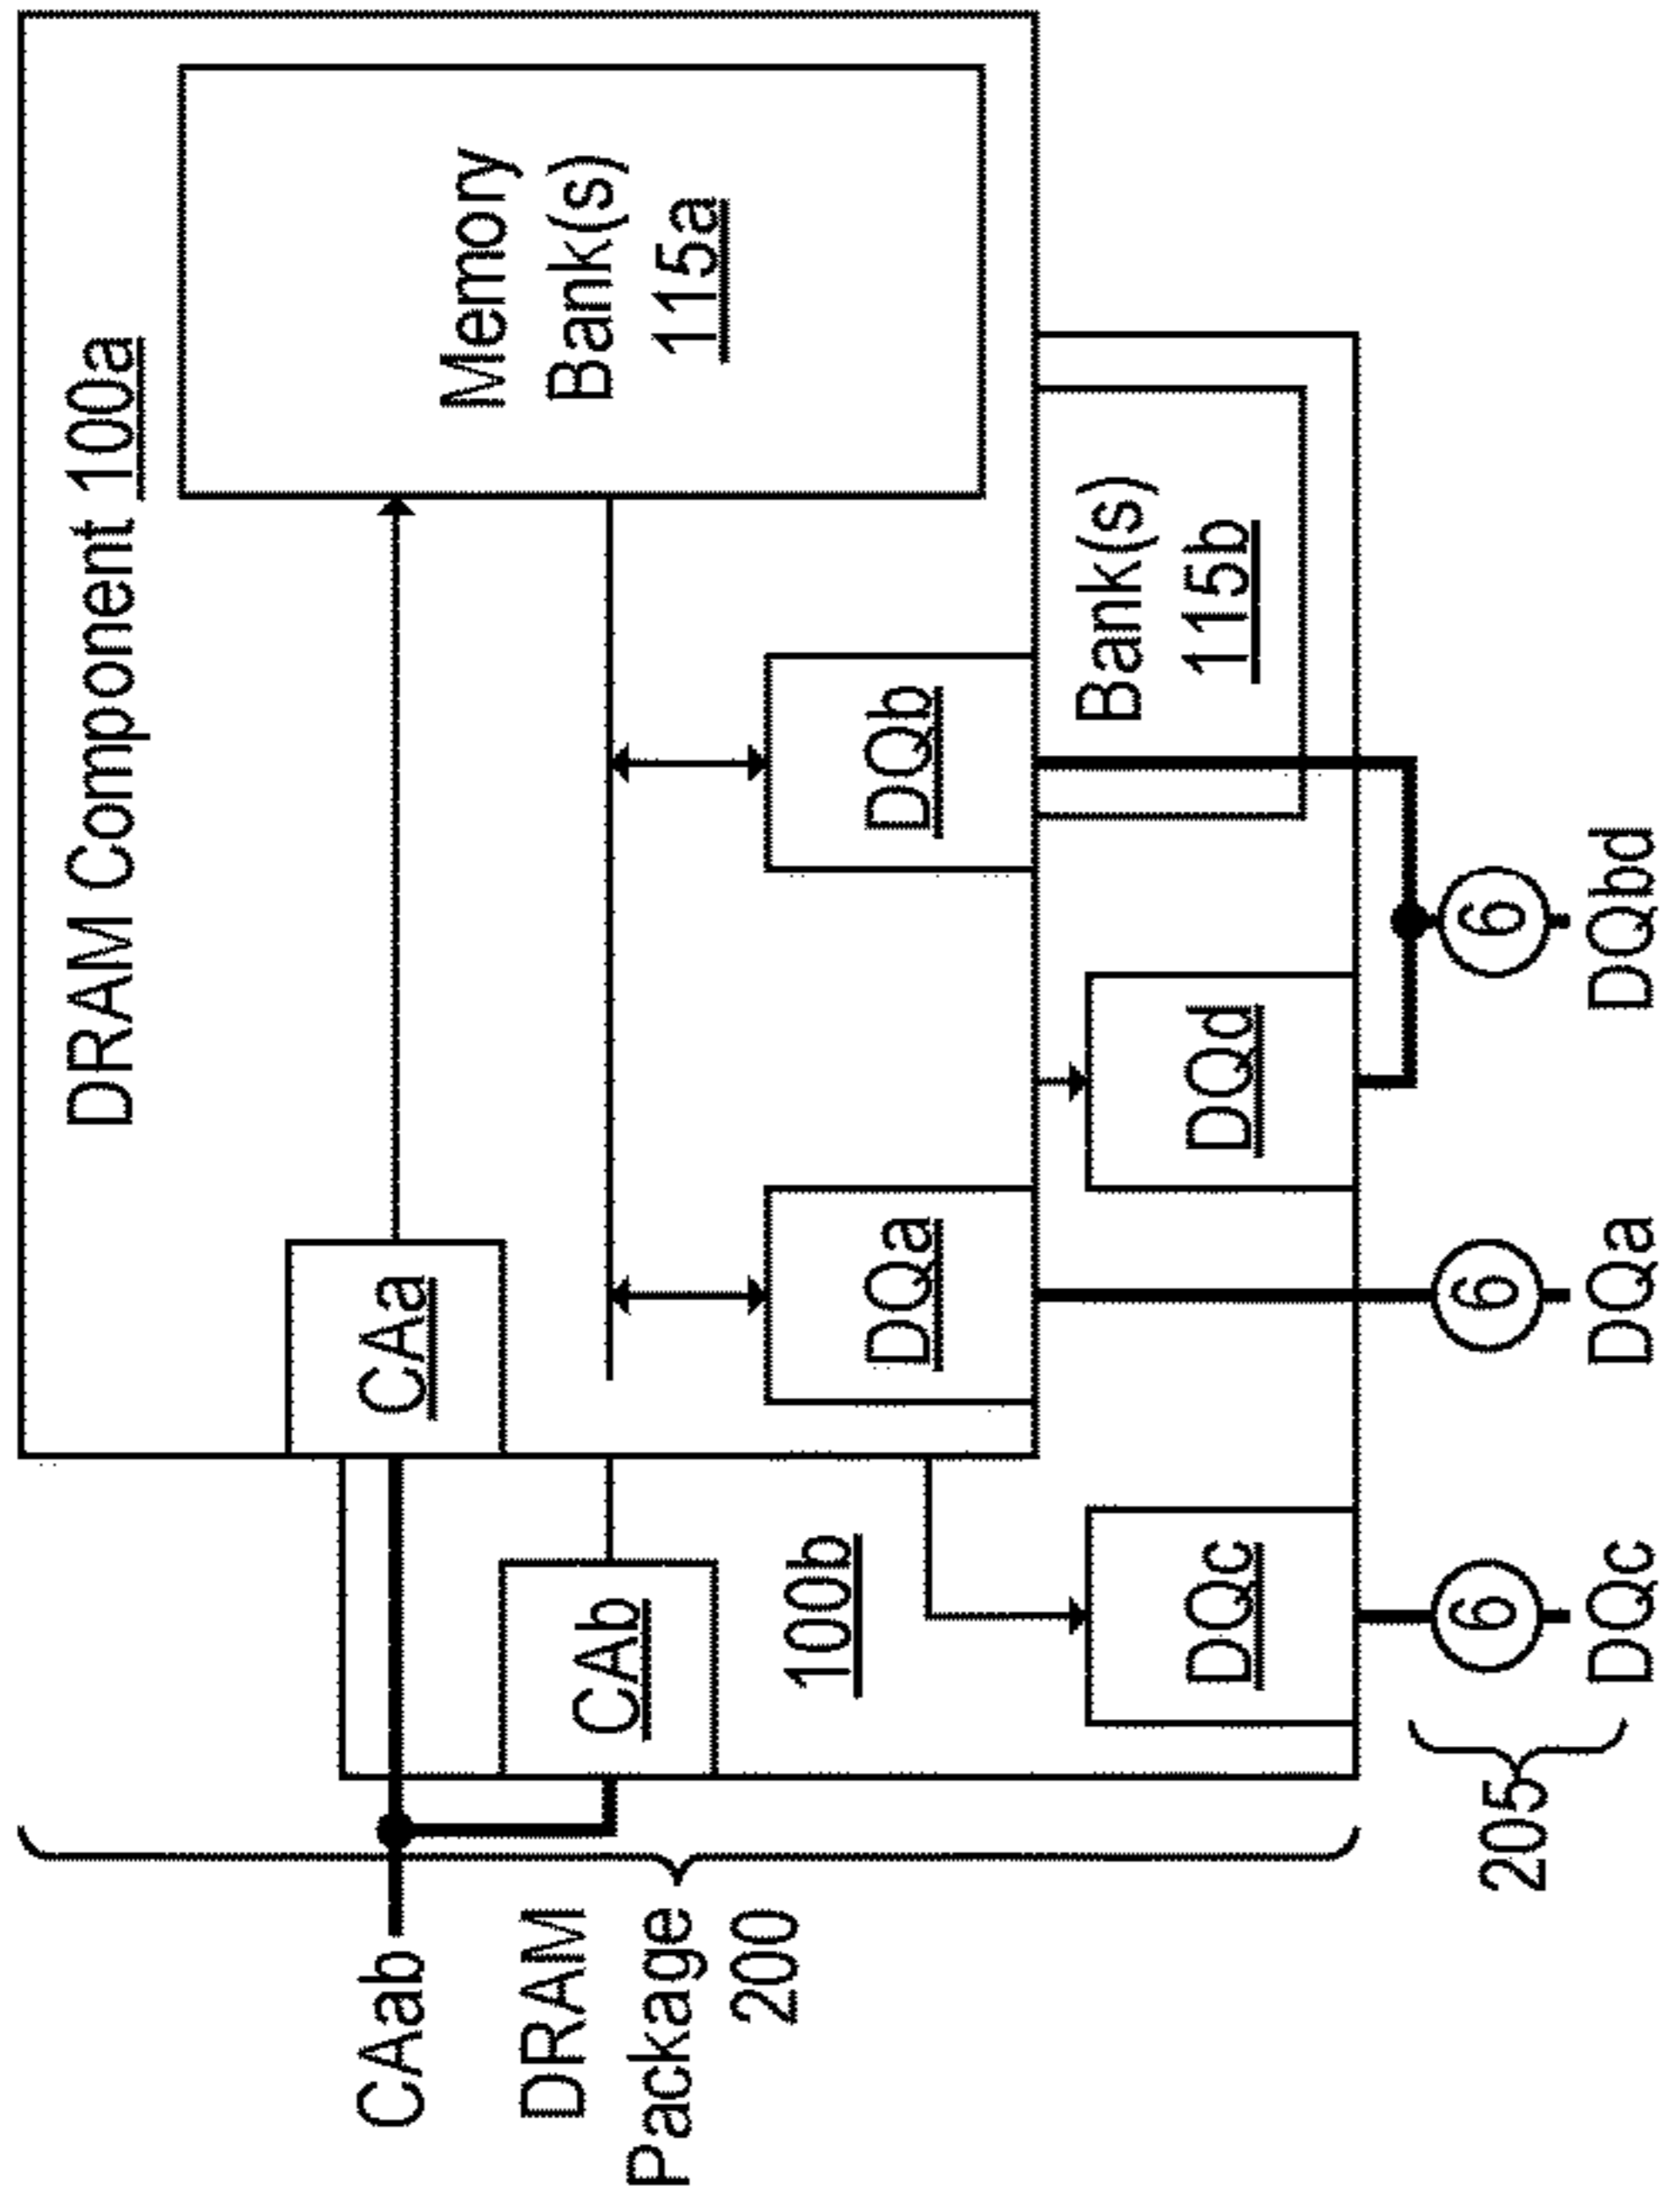 DRAM Component 100a
Memory
Bank(s)
115a
CAa
DQa
DQb
Bank(s)
115b
CAab
CAb
100b
DRAM
Package
200
DQc
DQd
6
6
6
205
DQc
DQa
DQbd